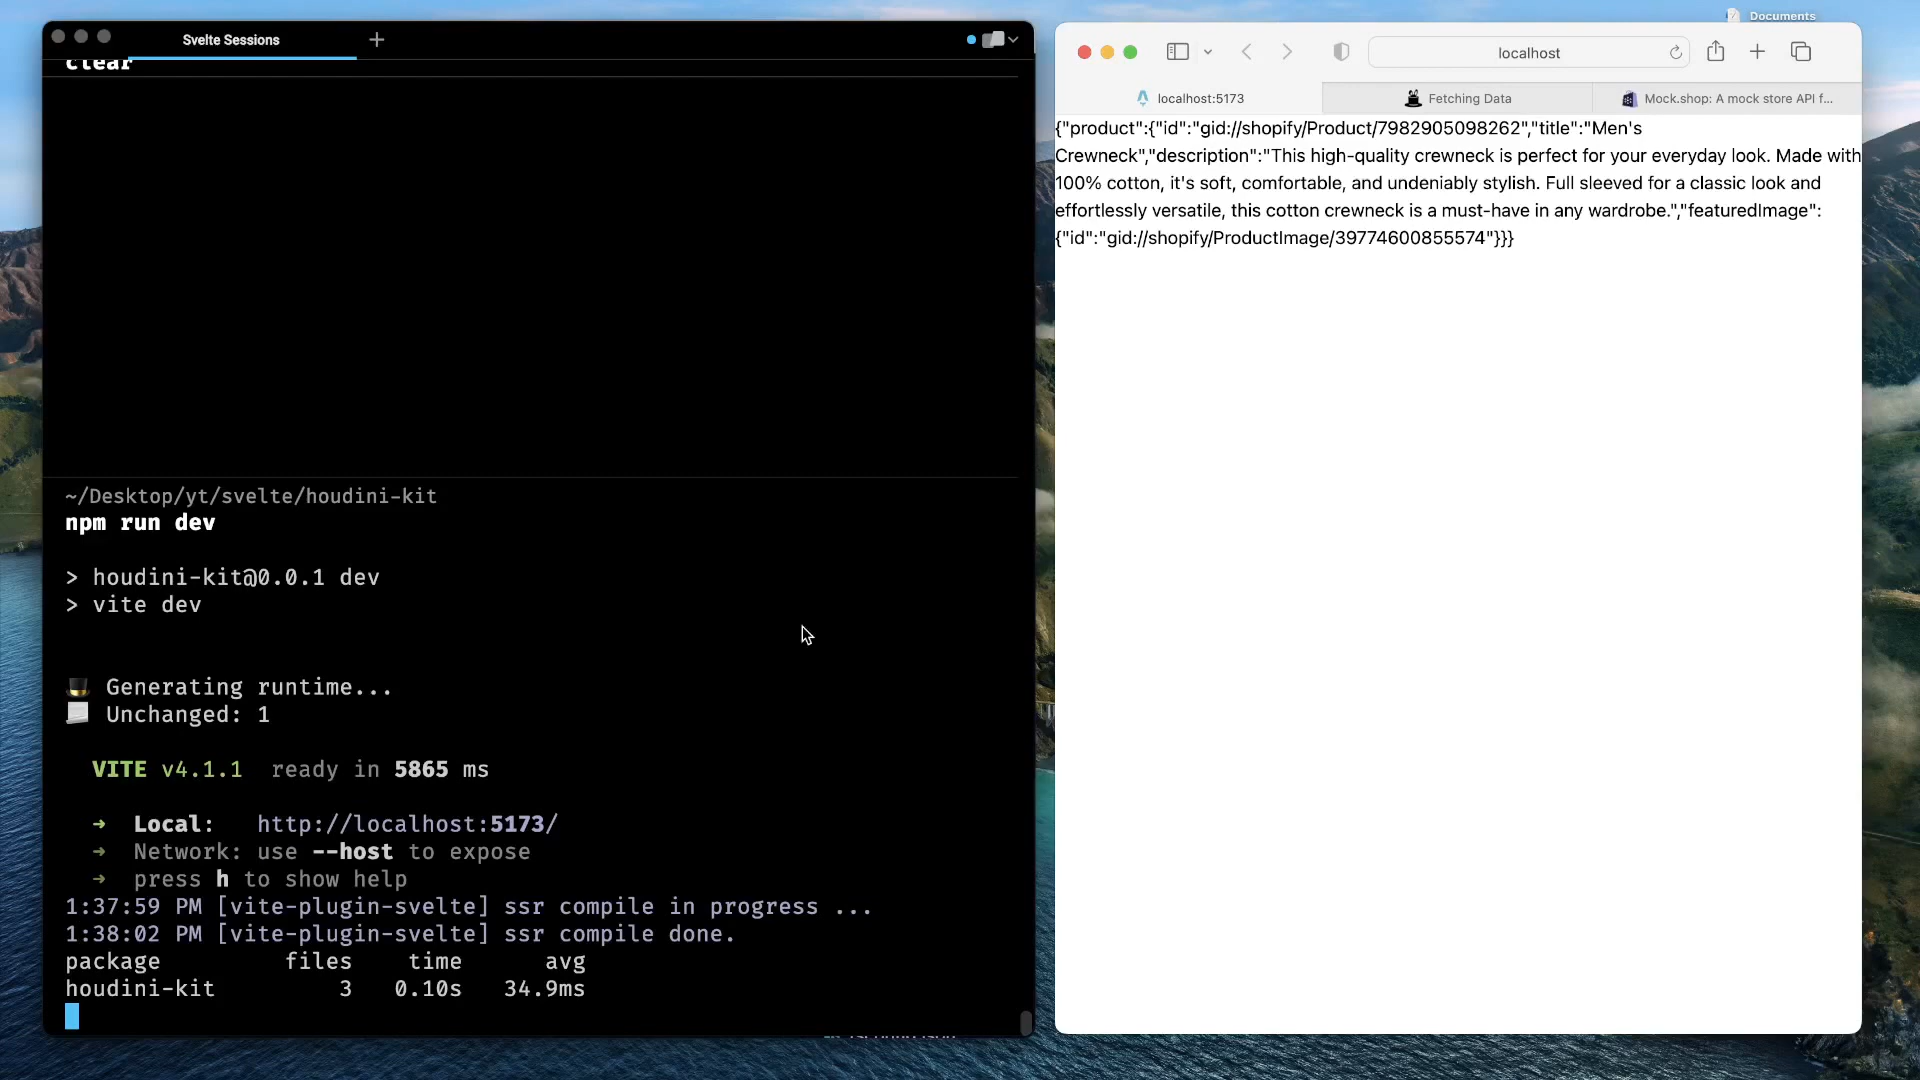 Documents
Svelte Sessions
clear
~/Desktop/yt/svelte/houdini-kit
npm run dev
> houdini-kit@0.0.1 dev
> vite dev
Generating runtime...
Unchanged: 1
VITE v4.1.1 ready in 5865 ms
➜ Local: http://localhost:5173/
➜ Network: use --host to expose
➜ press h to show help
1:37:59 PM [vite-plugin-svelte] ssr compile in progress ...
1:38:02 PM [vite-plugin-svelte] ssr compile done.
package files time avg
houdini-kit 3 0.10s 34.9ms
localhost
localhost:5173
Fetching Data
Mock.shop: A mock store API f...
{"product":{"id":"gid://shopify/Product/7982905098262","title":"Men's
Crewneck","description":"This high-quality crewneck is perfect for your everyday look. Made with
100% cotton, it's soft, comfortable, and undeniably stylish. Full sleeved for a classic look and
effortlessly versatile, this cotton crewneck is a must-have in any wardrobe.","featuredImage":
{"id":"gid://shopify/ProductImage/39774600855574"}}}